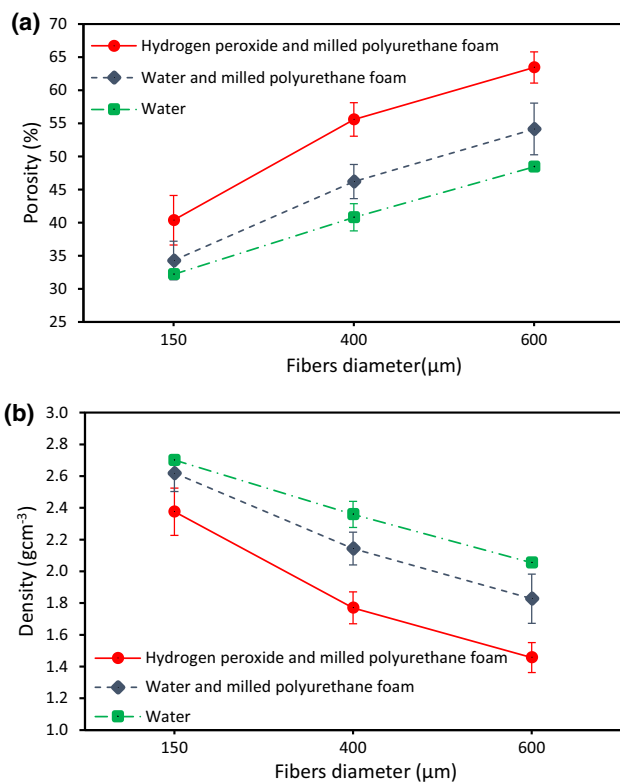 (a)
70
65
60
55
50
45
40
35
30
25
Porosity (%)
Hydrogen peroxide and milled polyurethane foam
Water and milled polyurethane foam
Water
150
400
600
Fibers diameter(μm)
(b)
3.0
2.8
2.6
2.4
2.2
2.0
1.8
1.6
1.4
1.2
1.0
Density (gcm⁻³)
Hydrogen peroxide and milled polyurethane foam
Water and milled polyurethane foam
Water
150
400
600
Fibers diameter(μm)